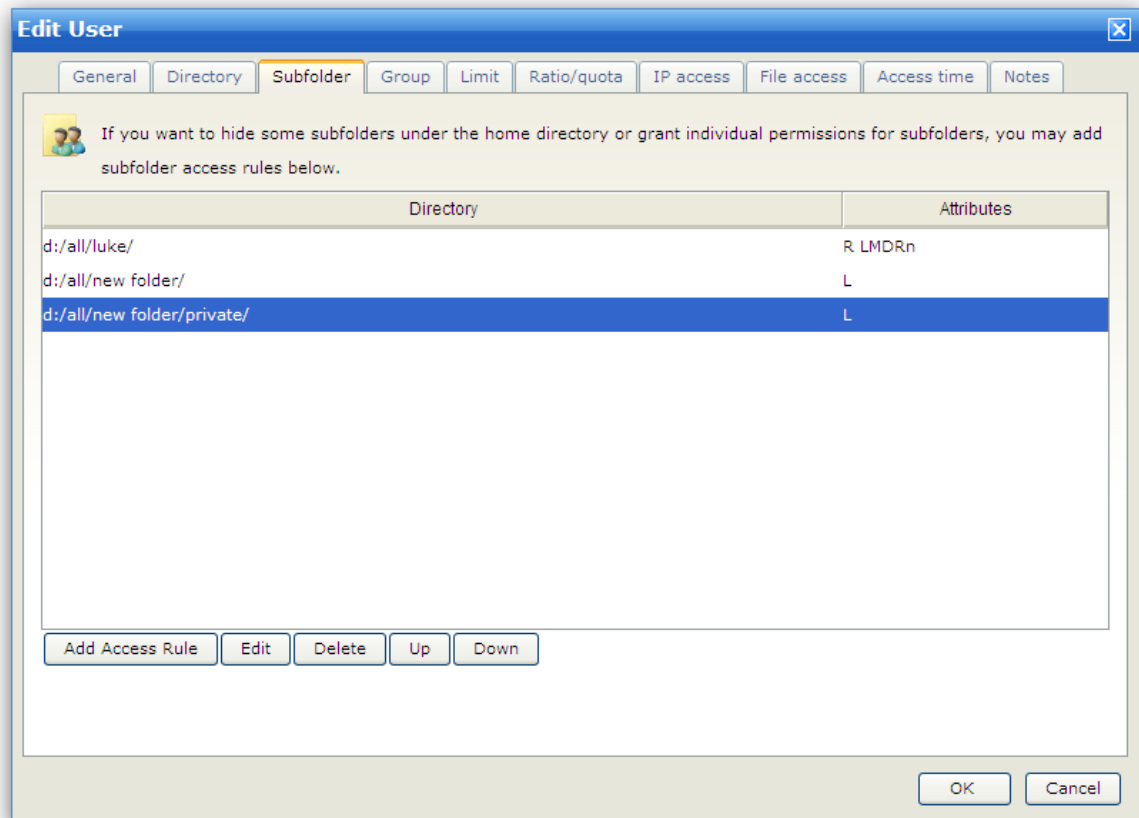 Edit User
General Directory Subfolder Group Limit Ratio/quota IP access File access Access time Notes
If you want to hide some subfolders under the home directory or grant individual permissions for subfolders, you may add
subfolder access rules below.
Directory Attributes
d:/all/luke/ R LMDRn
d:/all/new folder/ L
d:/all/new folder/private/ L
Add Access Rule Edit Delete Up Down
OK Cancel